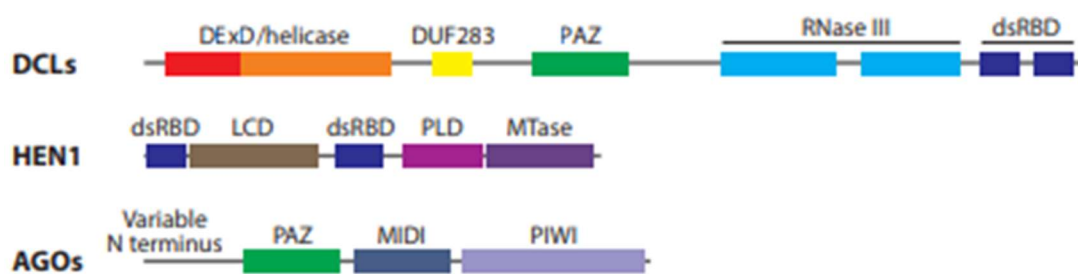 DExD/helicase DUF283 PAZ RNase III dsRBD
DCLs
dsRBD LCD dsRBD PLD MTase
HEN1
Variable
N terminus PAZ MIDI PIWI
AGOs